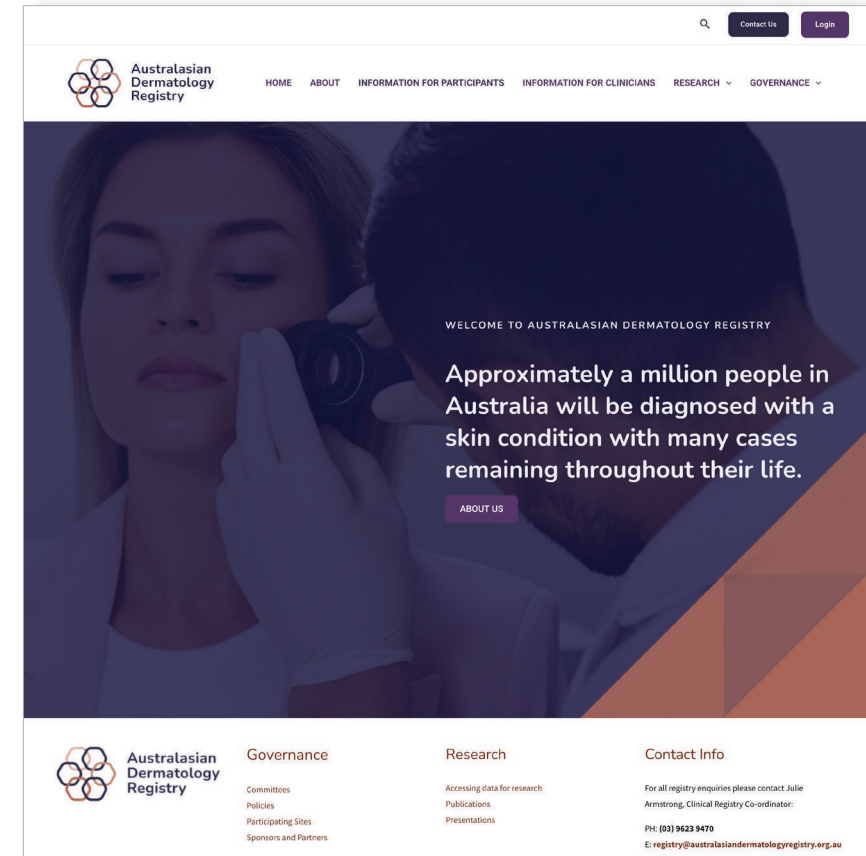 Contact Us
Login
Australasian
Dermatology
Registry
HOME ABOUT INFORMATION FOR PARTICIPANTS INFORMATION FOR CLINICIANS RESEARCH GOVERNANCE
WELCOME TO AUSTRALASIAN DERMATOLOGY REGISTRY
Approximately a million people in
Australia will be diagnosed with a
skin condition with many cases
remaining throughout their life.
ABOUT US
Australasian
Dermatology
Registry
Governance
Committees
Policies
Participating Sites
Sponsors and Partners
Research
Accessing data for research
Publications
Presentations
Contact Info
For all registry enquiries please contact Julie
Armstrong, Clinical Registry Co-ordinator:
PH: (03) 9623 9470
E: registry@australasiandermatologyregistry.org.au